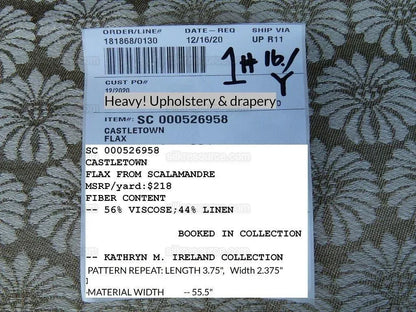 ORDER/LINE# DATE-REQ SHIP VIA
181868/0130 12/16/20 UP R11
1# 16./Y
CUST PO#
12/2020
Heavy! Upholstery & drapery
ITEM#: SC 000526958
CASTLETOWN
FLAX
SC 000526958
CASTLETOWN
FLAX FROM SCALAMANDRE
MSRP/yard:$218
FIBER CONTENT
-- 56% VISCOSE;44% LINEN
BOOKED IN COLLECTION
-- KATHRYN M. IRELAND COLLECTION
PATTERN REPEAT: LENGTH 3.75", Width 2.375"
-MATERIAL WIDTH -- 55.5"